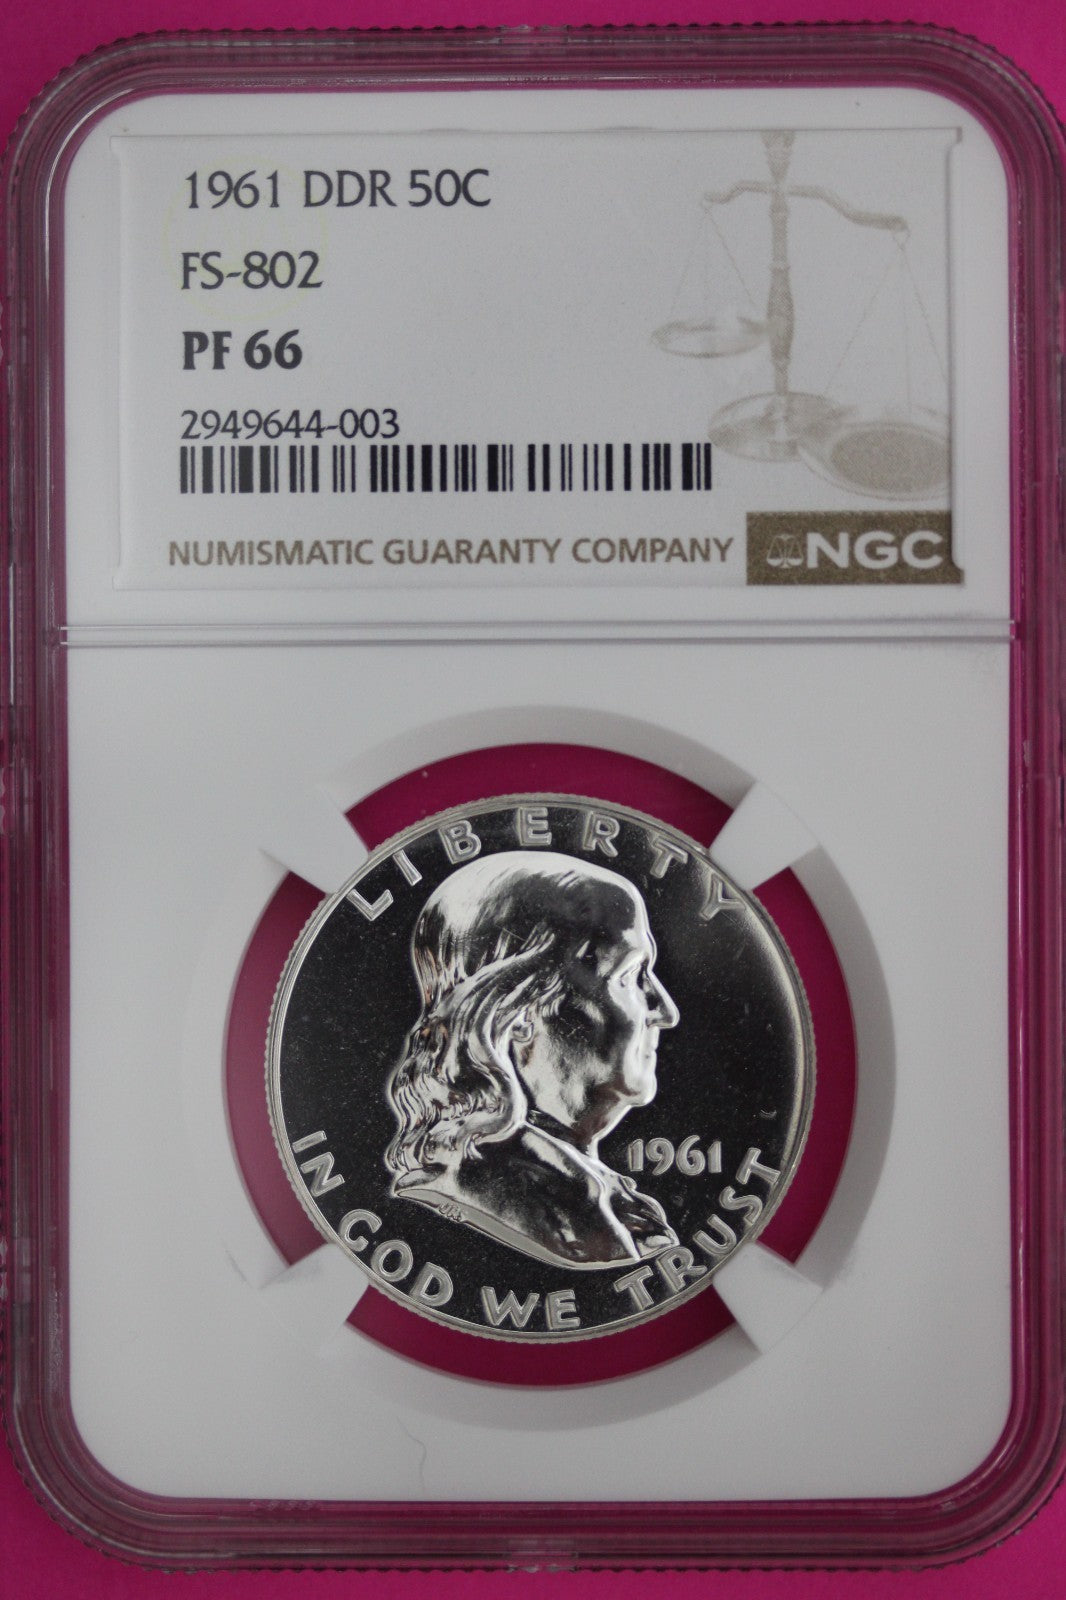 1961 DDR 50C
FS-802
PF 66
2949644-003
NUMISMATIC GUARANTY COMPANY NGC
LIBERTY
1961
IN GOD WE TRUST